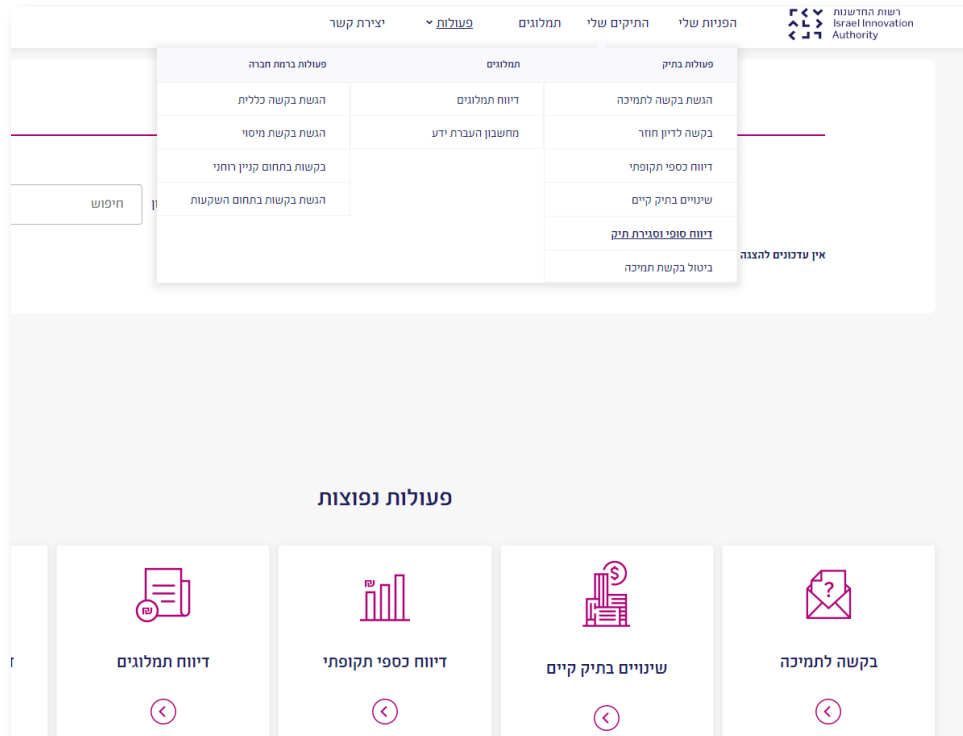 רשות החדשנות
Israel Innovation
Authority
הפניות שלי
התיקים שלי
תמלוגים
פעולות
יצירת קשר
פעולות בתיק
הגשת בקשה לתמיכה
בקשה לדיון חוזר
דיווח כספי תקופתי
שינויים בתיק קיים
דיווח סופי וסגירת תיק
ביטול בקשת תמיכה
תמלוגים
דיווח תמלוגים
מחשבון העברת ידע
פעולות ברמת חברה
הגשת בקשה כללית
הגשת בקשת מיסוי
בקשות בתחום קניין רוחני
הגשת בקשות בתחום השקעות
חיפוש
אין עדכונים להצגה
פעולות נפוצות
בקשה לתמיכה
שינויים בתיק קיים
דיווח כספי תקופתי
דיווח תמלוגים